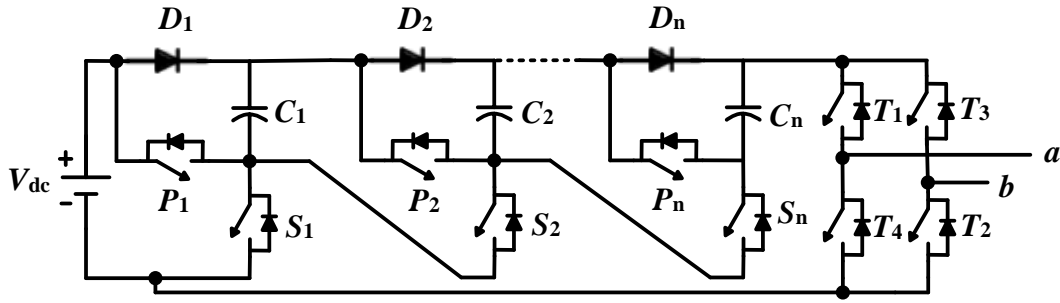 D1 D2 Dn
C1 C2 Cn T1 T3
+ a
Vdc b
- P1 P2 Pn
S1 S2 Sn T4 T2